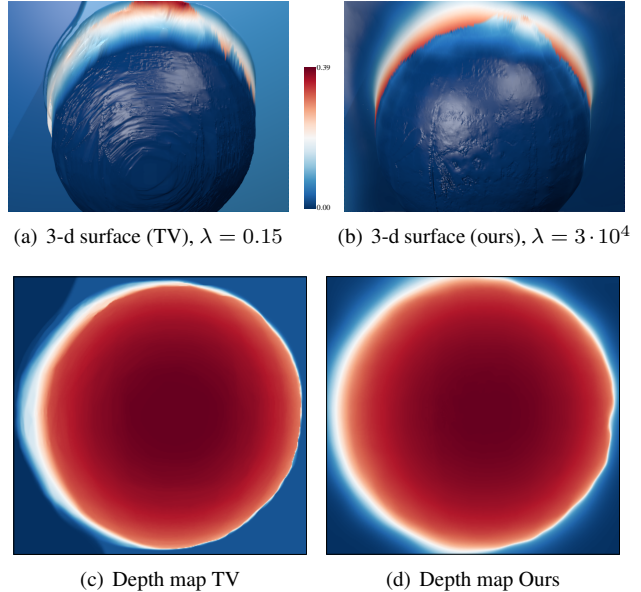 0.39
0.00
(a) 3-d surface (TV), λ = 0.15
(b) 3-d surface (ours), λ = 3 · 10⁴
(c) Depth map TV
(d) Depth map Ours